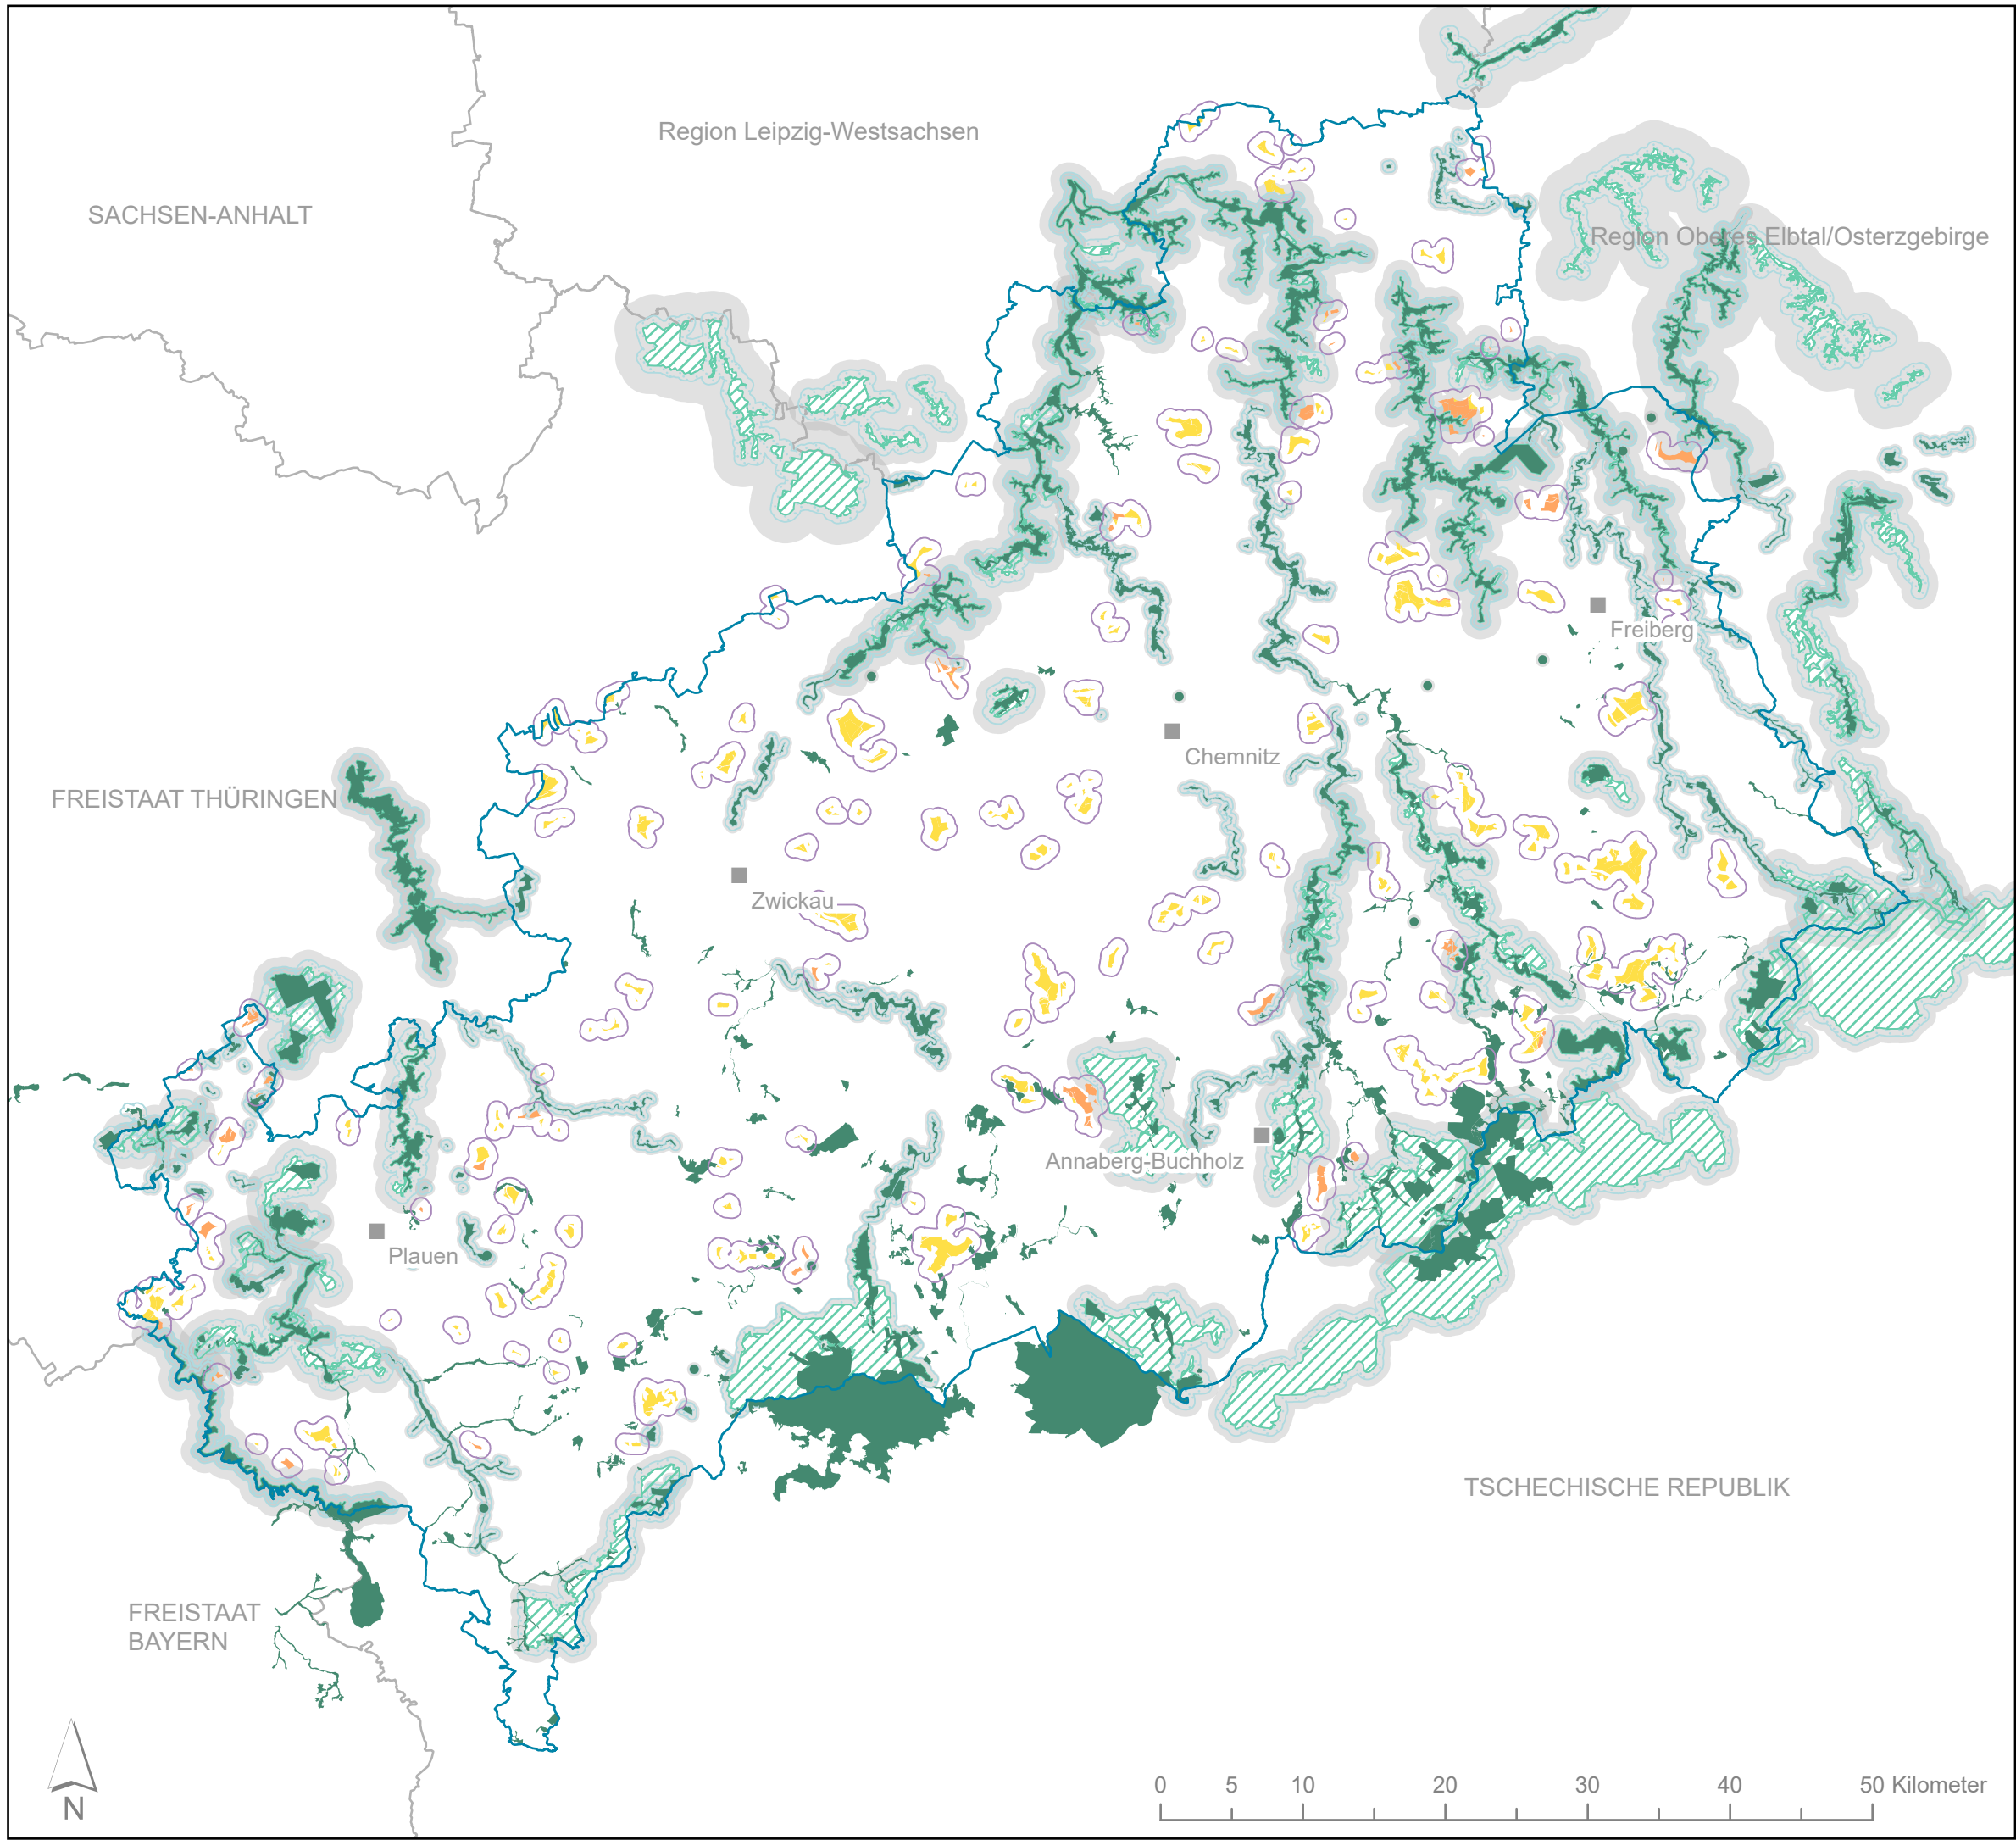 Region Leipzig-Westsachsen
SACHSEN-ANHALT
Region Oberes Elbtal/Osterzgebirge
Freiberg
Chemnitz
FREISTAAT THÜRINGEN
Zwickau
Annaberg-Buchholz
Plauen
TSCHECHISCHE REPUBLIK
FREISTAAT
BAYERN
0 5 10 20 30 40 50 Kilometer
N